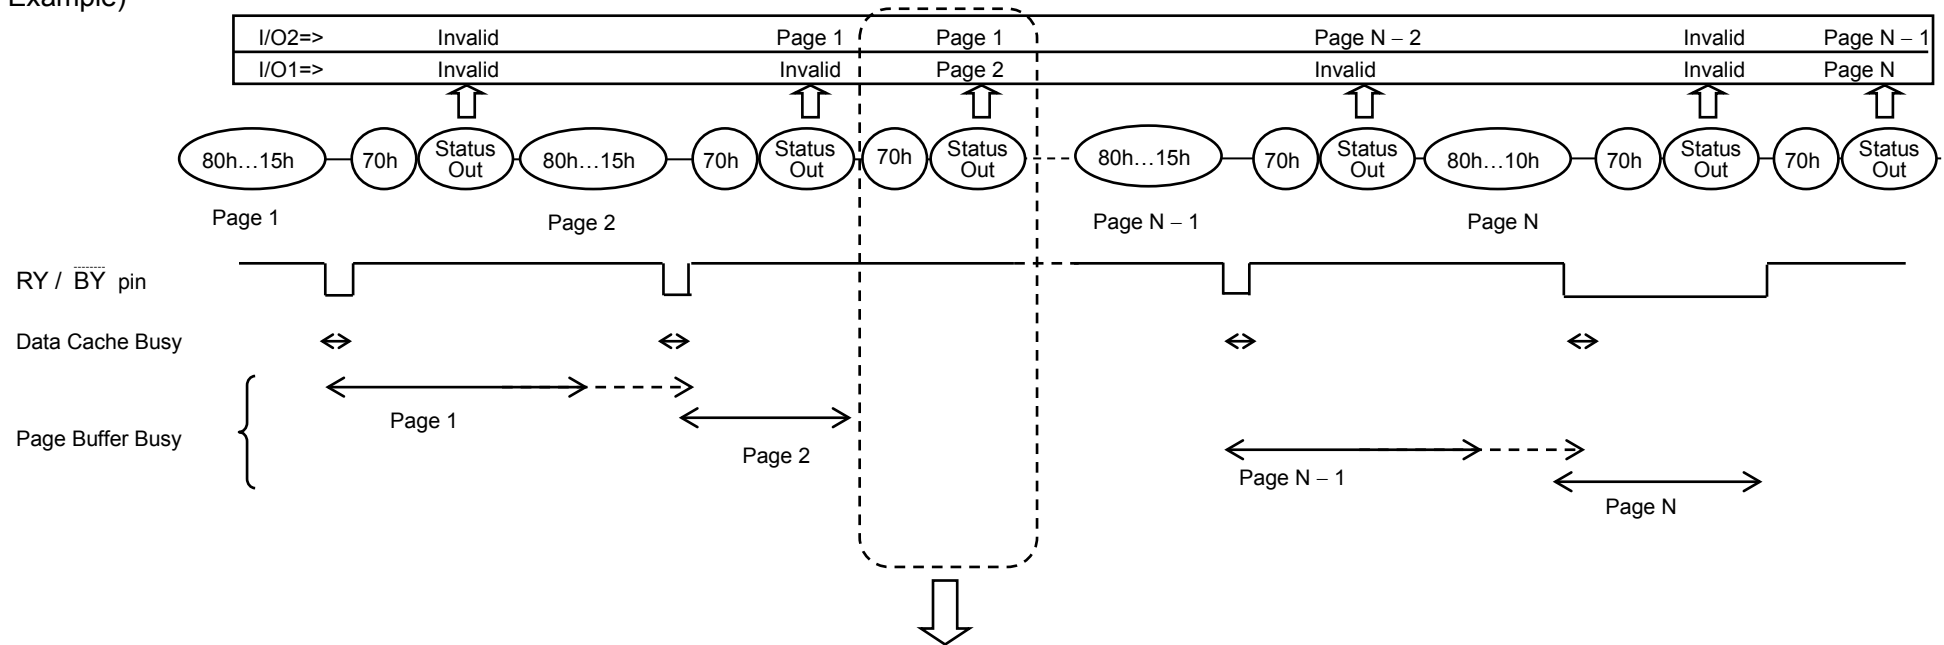 Example)
I/O2=> Invalid Page 1 Page 1 Page N – 2 Invalid Page N – 1
I/O1=> Invalid Invalid Page 2 Invalid Invalid Page N
80h…15h 70h Status Out 80h…15h 70h Status Out 70h Status Out 80h…15h 70h Status Out 80h…10h 70h Status Out 70h Status Out
Page 1 Page 2 Page N – 1 Page N
RY / BY pin
Data Cache Busy
Page Buffer Busy
Page 1
Page 2
Page N – 1
Page N